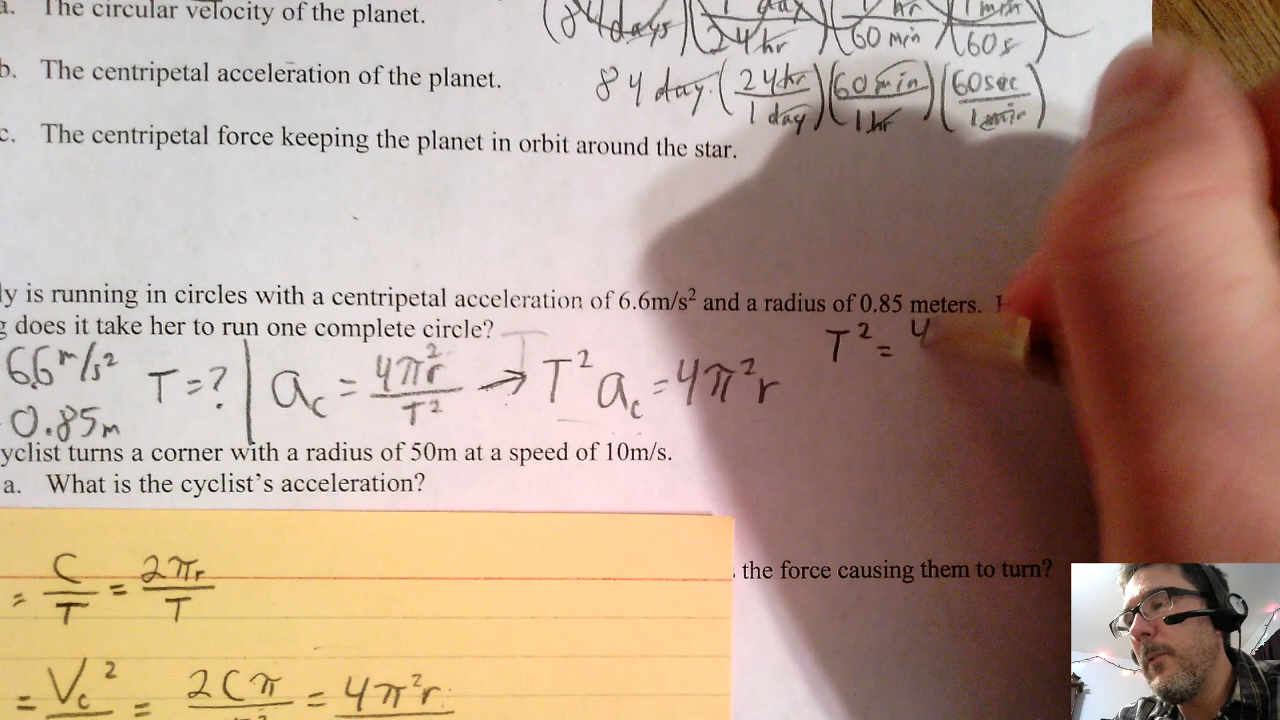 a. The circular velocity of the planet.
(84 days)(1 day/24 hr)(1 hr/60 min)(1 min/60 s)
b. The centripetal acceleration of the planet.
84 day·(24 hr/1 day)(60 min/1 hr)(60 sec/1 min)
c. The centripetal force keeping the planet in orbit around the star.
ly is running in circles with a centripetal acceleration of 6.6m/s² and a radius of 0.85 meters. H
g does it take her to run one complete circle?
T² = 4
6.6 m/s² T = ? | a_c = 4π²r/T² → T² a_c = 4π²r
0.85m
yclist turns a corner with a radius of 50m at a speed of 10m/s.
a. What is the cyclist's acceleration?
the force causing them to turn?
= C/T = 2πr/T
= V_c² = 2Cπ = 4π²r